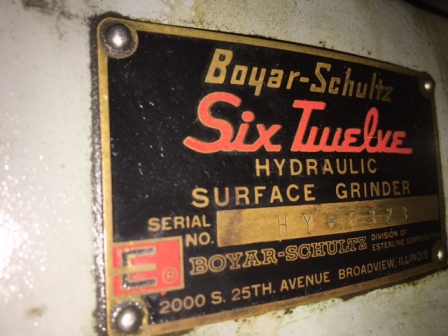 Boyar-Schultz
Six Twelve
HYDRAULIC
SURFACE GRINDER
SERIAL
NO.
E ®
BOYAR-SCHULTZ DIVISION OF
ESTERLINE CORPORATION
2000 S. 25TH. AVENUE BROADVIEW, ILLINOIS